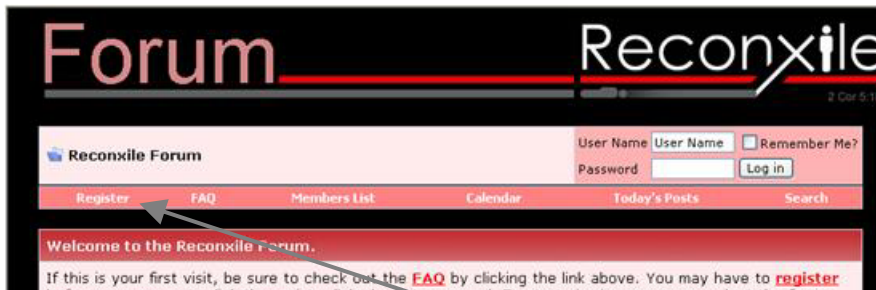 Forum
Reconxile
2 Cor 5:1
Reconxile Forum
User Name User Name Remember Me?
Password Log in
Register FAQ Members List Calendar Today's Posts Search
Welcome to the Reconxile Forum.
If this is your first visit, be sure to check out the FAQ by clicking the link above. You may have to register